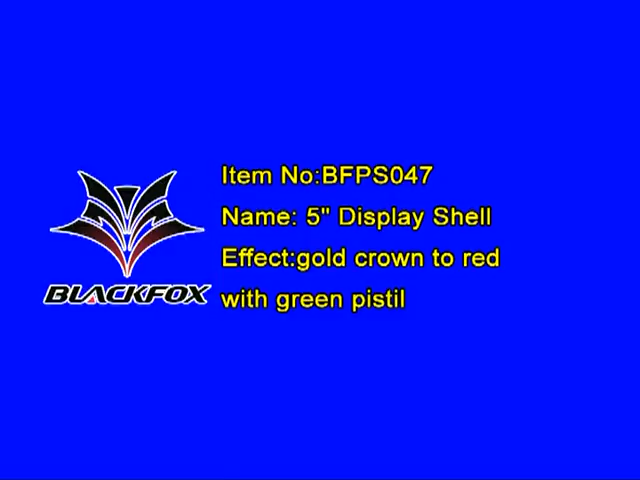 Item No:BFPS047
Name: 5" Display Shell
Effect:gold crown to red
with green pistil
BLACKFOX